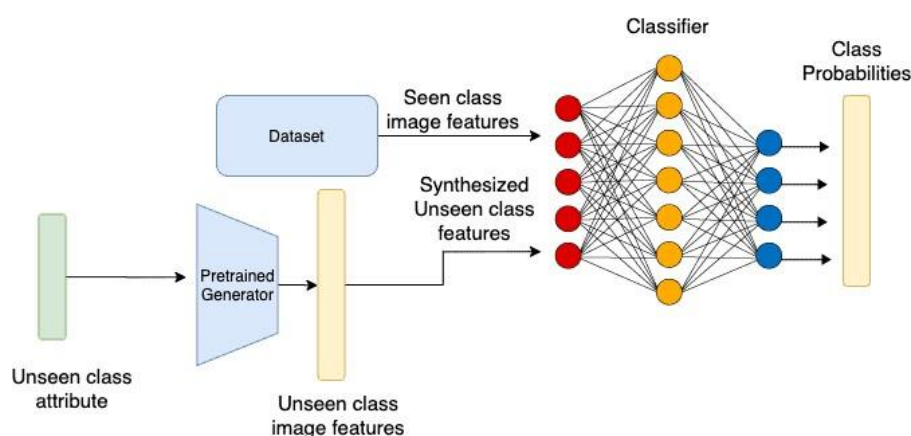 Classifier
Class
Probabilities
Dataset
Seen class
image features
Synthesized
Unseen class
features
Pretrained
Generator
Unseen class
attribute
Unseen class
image features